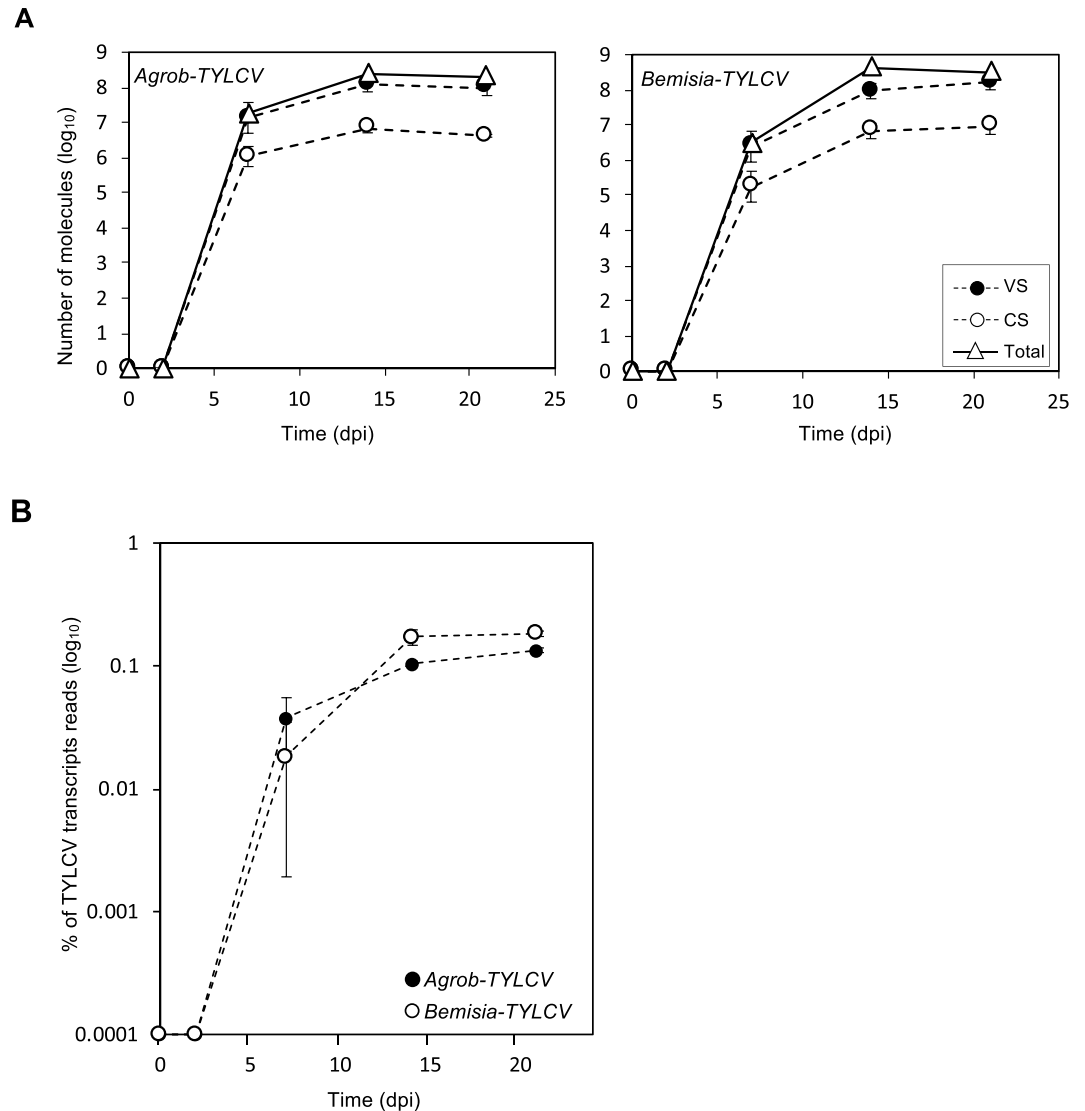 A
Agrob-TYLCV
Number of molecules (log₁₀)
9
8
7
6
5
4
3
2
1
0
0 5 10 15 20 25
Time (dpi)
Bemisia-TYLCV
9
8
7
6
5
4
3
2
1
0
VS
CS
Total
0 5 10 15 20 25
Time (dpi)
B
% of TYLCV transcripts reads (log₁₀)
1
0.1
0.01
0.001
0.0001
Agrob-TYLCV
Bemisia-TYLCV
0 5 10 15 20
Time (dpi)